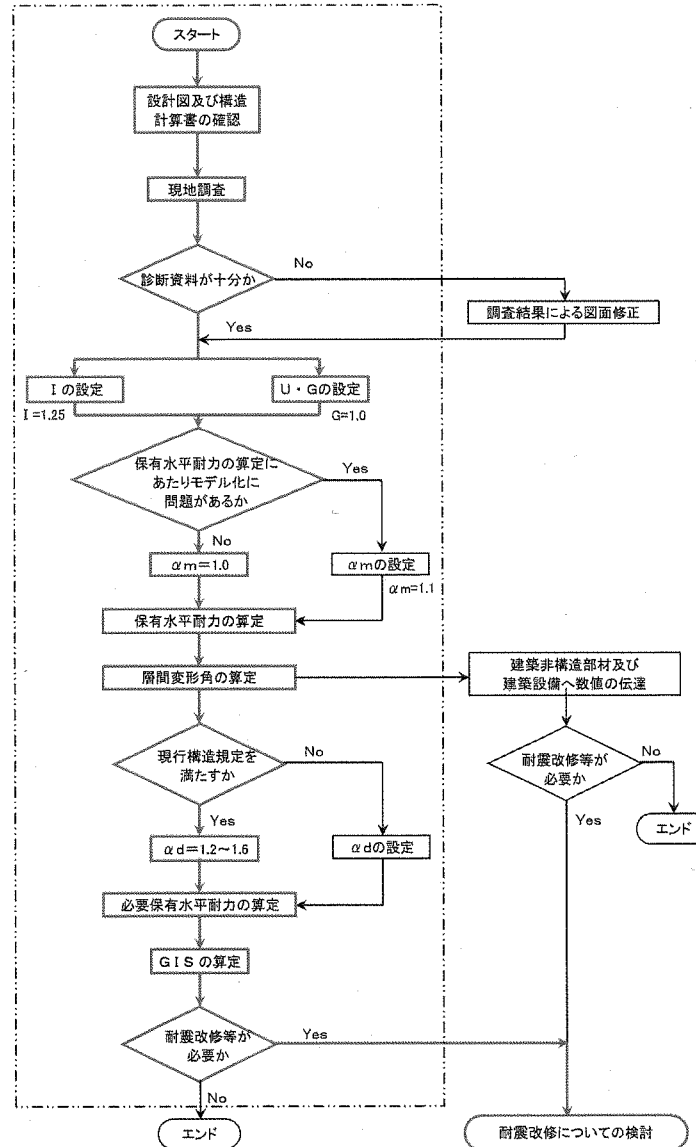 スタート
設計図及び構造
計算書の確認
現地調査
診断資料が十分か
No
Yes
調査結果による図面修正
Iの設定
I=1.25
U・Gの設定
G=1.0
保有水平耐力の算定に
あたりモデル化に
問題があるか
Yes
No
αm=1.0
αmの設定
αm=1.1
保有水平耐力の算定
層間変形角の算定
建築非構造部材及び
建築設備へ数値の伝達
現行構造規定を
満たすか
No
Yes
耐震改修等が
必要か
No
Yes
エンド
αd=1.2~1.6
αdの設定
必要保有水平耐力の算定
GISの算定
耐震改修等が
必要か
Yes
No
エンド
耐震改修についての検討